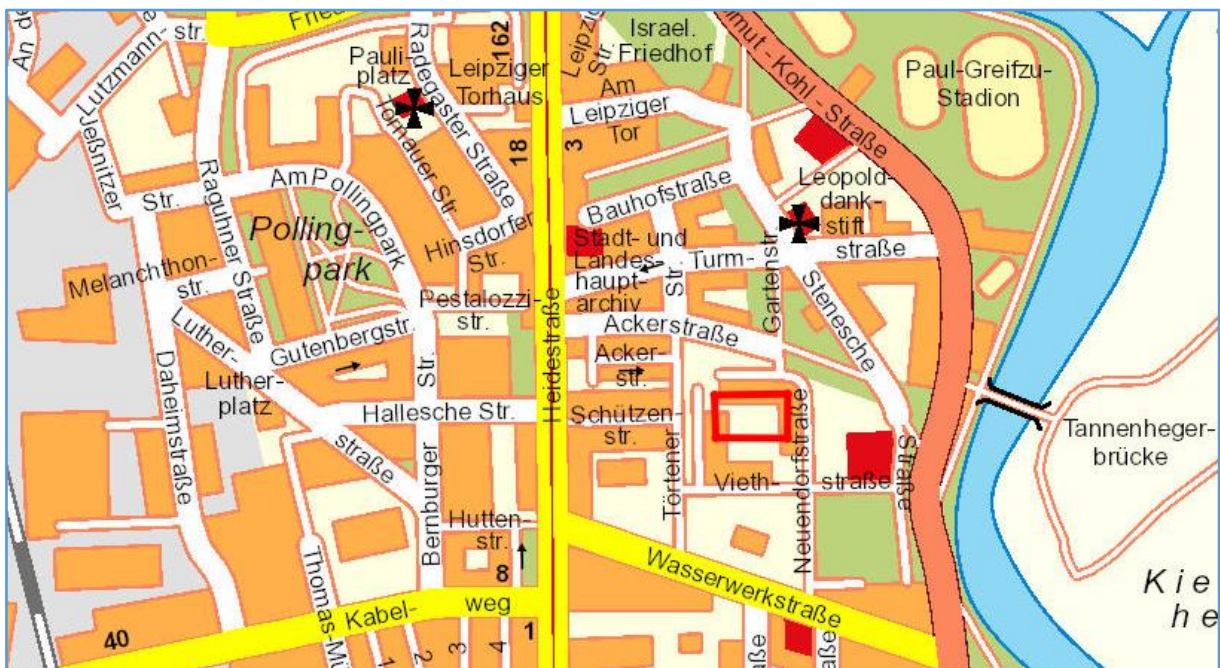 An de
Lutzmann-
str.
Fried
Pauli-
platz
Radegaster Straße
162
Leipziger
Torhaus
Leipziger
Str.
Israel.
Friedhof
Helmut-Kohl-Straße
Paul-Greifzu-
Stadion
Jeßnitzer
Str.
Raguhner Straße
Tornauer Str.
18
3
Am
Leipziger
Tor
Am Pollingpark
Polling-
park
Hinsdorfer
Str.
Bauhofstraße
Leopold-
dank-
stift
Stadt- und
Landes-
haupt-
archiv
Turm-
straße
Melanchthon-
str.
Pestalozzi-
str.
Heidestraße
Gartenstr.
Stenesche
Straße
Luther-
straße
Gutenbergstr.
Ackerstraße
Acker-
str.
Luther-
platz
Daheimstraße
Hallesche Str.
Bernburger
Str.
Schützen-
str.
Törtener
Str.
Neuendorfstraße
Tannenheger-
brücke
Vieth-
straße
Hutten-
str.
8
Wasserwerkstraße
Thomas-Mü
Kabel-
weg
40
1
2
3
4
1
Kie
he